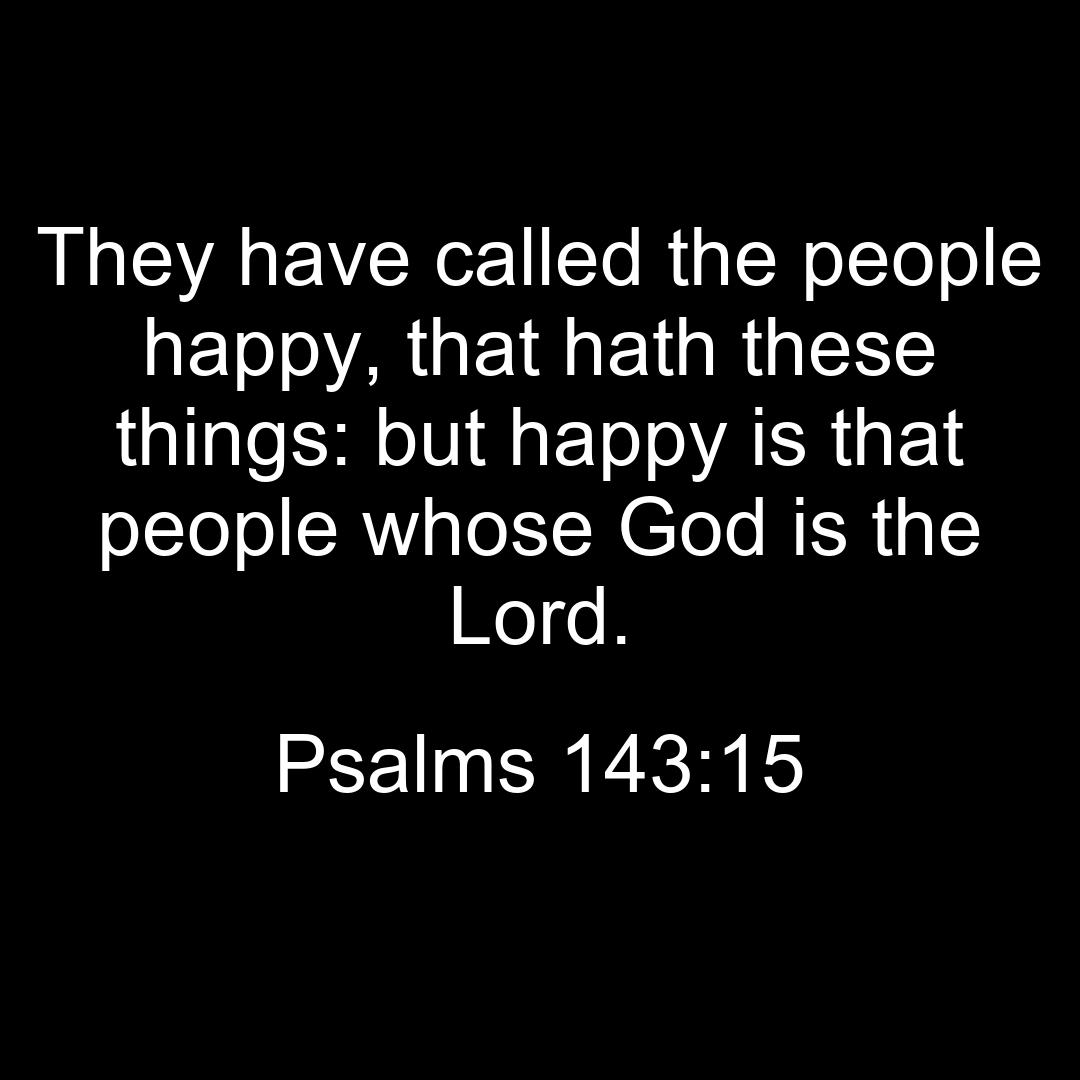 They have called the people
happy, that hath these
things: but happy is that
people whose God is the
Lord.
Psalms 143:15